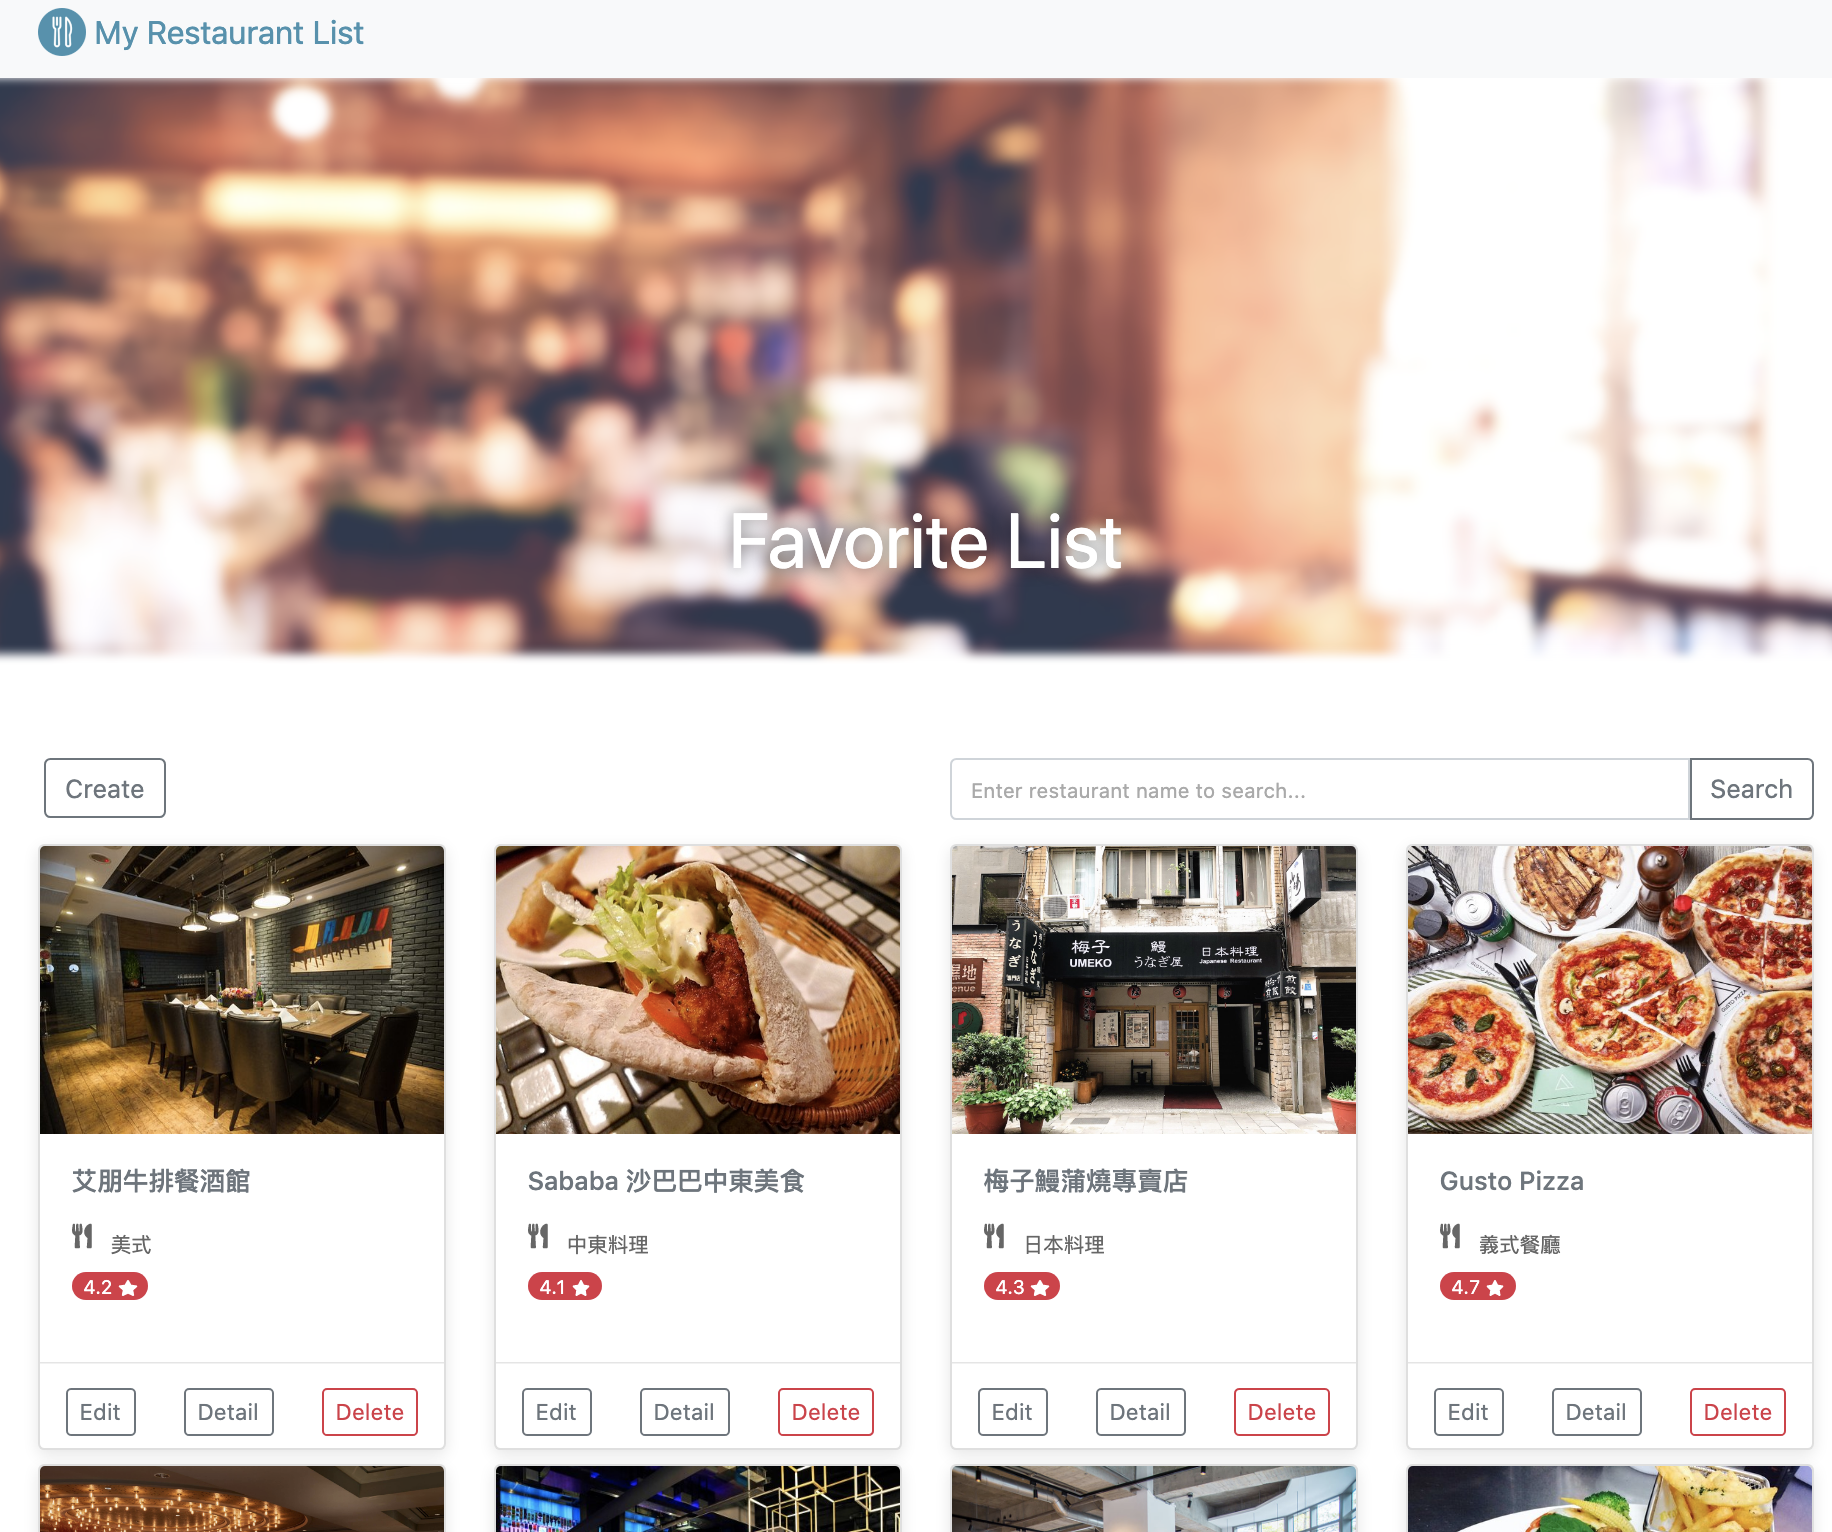 My Restaurant List
Favorite List
Create
Enter restaurant name to search...
Search
うなぎ
梅子 鰻 日本料理
UMEKO うなぎ屋 Japanese Restaurant
艾朋牛排餐酒館
美式
4.2
Edit Detail Delete
Sababa 沙巴巴中東美食
中東料理
4.1
Edit Detail Delete
梅子鰻蒲燒專賣店
日本料理
4.3
Edit Detail Delete
Gusto Pizza
義式餐廳
4.7
Edit Detail Delete